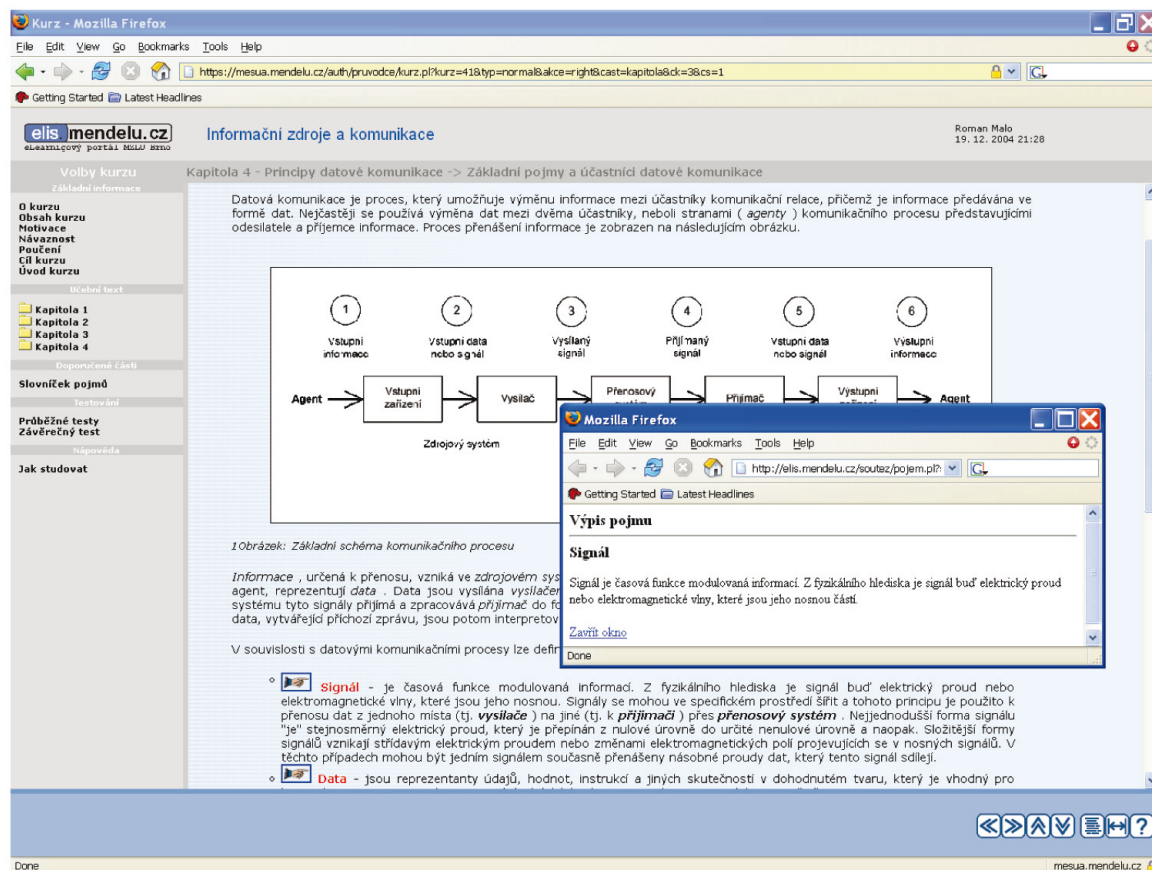 Kurz - Mozilla Firefox
File Edit View Go Bookmarks Tools Help
https://mesua.mendelu.cz/auth/pruvodce/kurz.pl?kurz=41&typ=normal&akce=right&cast=kapitola&ck=3&cs=1
Getting Started Latest Headlines
elis.mendelu.cz
eLearnigový portál MZLU Brno
Informační zdroje a komunikace
Roman Malo
19. 12. 2004 21:28
Volby kurzu
Základní informace
O kurzu
Obsah kurzu
Motivace
Návaznost
Poučení
Cíl kurzu
Úvod kurzu
Učební text
Kapitola 1
Kapitola 2
Kapitola 3
Kapitola 4
Doporučené části
Slovníček pojmů
Testování
Průběžné testy
Závěrečný test
Nápověda
Jak studovat
Kapitola 4 - Principy datové komunikace -> Základní pojmy a účastníci datové komunikace
Datová komunikace je proces, který umožňuje výměnu informace mezi účastníky komunikační relace, přičemž je informace předávána ve
formě dat. Nejčastěji se používá výměna dat mezi dvěma účastníky, neboli stranami ( agenty ) komunikačního procesu představujícími
odesilatele a příjemce informace. Proces přenášení informace je zobrazen na následujícím obrázku.
1 2 3 4 5 6
Vstupní informace
Vstupní data nebo signál
Vysílaný signál
Přijímaný signál
Vstupní data nebo signál
Výstupní informace
Agent
Vstupní zařízení
Vysílač
Přenosový
Přijímač
Výstupní
Agent
Zdrojový systém
1Obrázek: Základní schéma komunikačního procesu
Informace , určená k přenosu, vzniká ve zdrojovém sys
agent, reprezentují data . Data jsou vysílána vysílačem
systému tyto signály přijímá a zpracovává přijímač do fo
data, vytvářející příchozí zprávu, jsou potom interpretov
V souvislosti s datovými komunikačními procesy lze defin
Mozilla Firefox
File Edit View Go Bookmarks Tools Help
http://elis.mendelu.cz/soutez/pojem.pl?
Getting Started Latest Headlines
Výpis pojmu
Signál
Signál je časová funkce modulovaná informací. Z fyzikálního hlediska je signál buď elektrický proud
nebo elektromagnetické vlny, které jsou jeho nosnou částí.
Zavřít okno
Done
Signál - je časová funkce modulovaná informací. Z fyzikálního hlediska je signál buď elektrický proud nebo
elektromagnetické vlny, které jsou jeho nosnou. Signály se mohou ve specifickém prostředí šířit a tohoto principu je použito k
přenosu dat z jednoho místa (tj. vysílače ) na jiné (tj. k přijimači ) přes přenosový systém . Nejjednodušší forma signálu
"je" stejnosměrný elektrický proud, který je přepínán z nulové úrovně do určité nenulové úrovně a naopak. Složitější formy
signálů vznikají střídavým elektrickým proudem nebo změnami elektromagnetických polí projevujících se v nosných signálů. V
těchto případech mohou být jedním signálem současně přenášeny násobné proudy dat, který tento signál sdílejí.
Data - jsou reprezentanty údajů, hodnot, instrukcí a jiných skutečností v dohodnutém tvaru, který je vhodný pro
Done
mesua.mendelu.cz